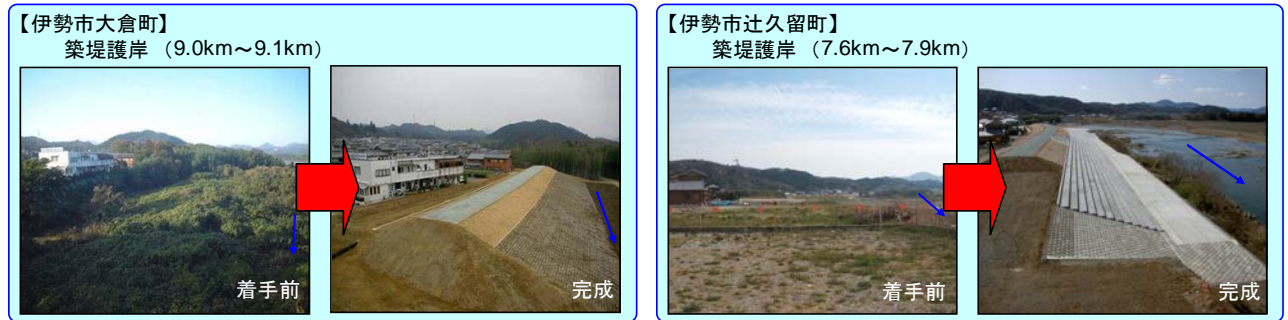 【伊勢市大倉町】
築堤護岸 （9.0km～9.1km）
着手前
完成
【伊勢市辻久留町】
築堤護岸 （7.6km～7.9km）
着手前
完成